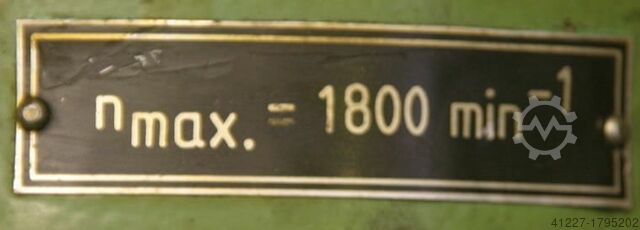 nmax. = 1800 min⁻¹
41227-1795202